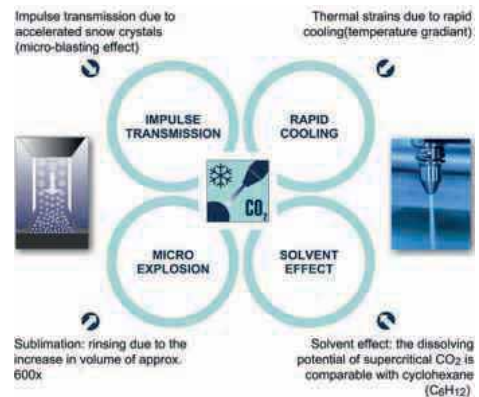 Impulse transmission due to
accelerated snow crystals
(micro-blasting effect)
Thermal strains due to rapid
cooling(temperature gradiant)
IMPULSE
TRANSMISSION
RAPID
COOLING
CO2
MICRO
EXPLOSION
SOLVENT
EFFECT
Sublimation: rinsing due to the
increase in volume of approx.
600x
Solvent effect: the dissolving
potential of supercritical CO2 is
comparable with cyclohexane
(C6H12)